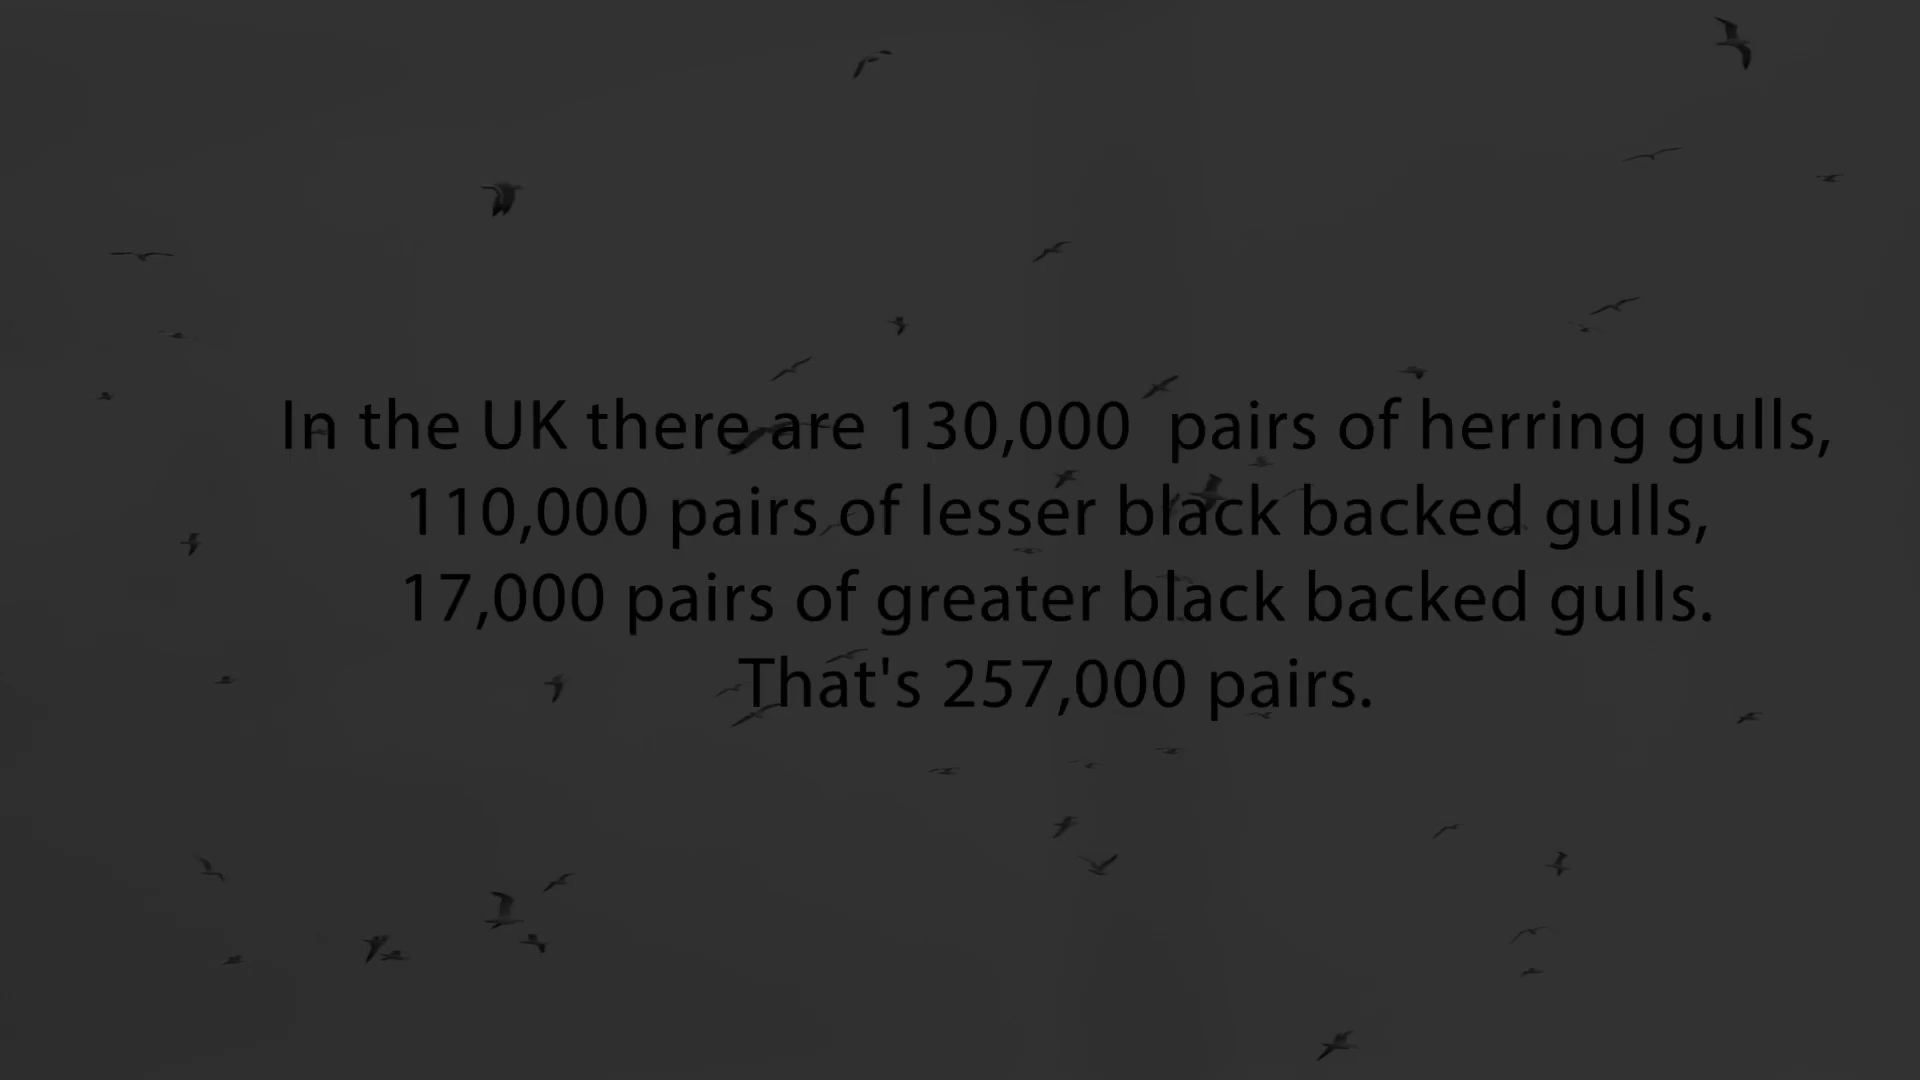 In the UK there are 130,000  pairs of herring gulls,
110,000 pairs of lesser black backed gulls,
17,000 pairs of greater black backed gulls.
That's 257,000 pairs.